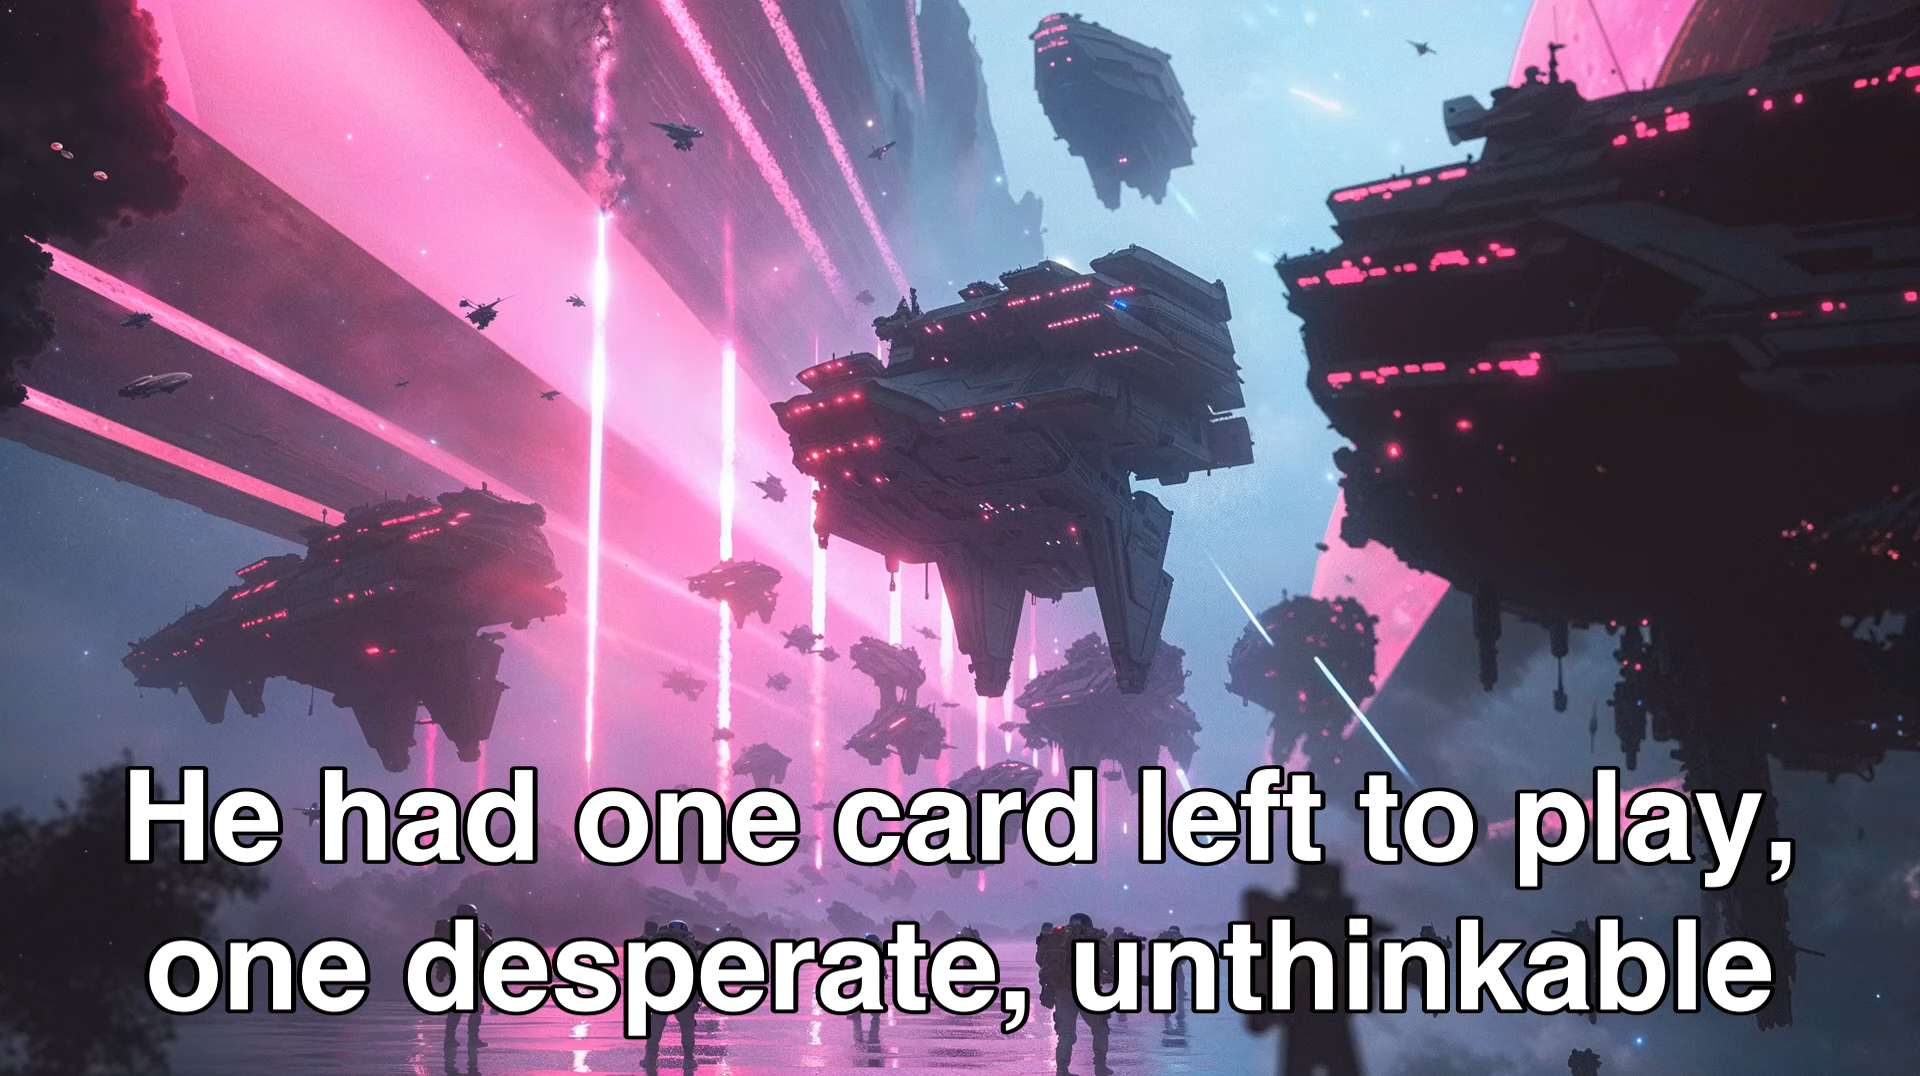 He had one card left to play,
one desperate, unthinkable